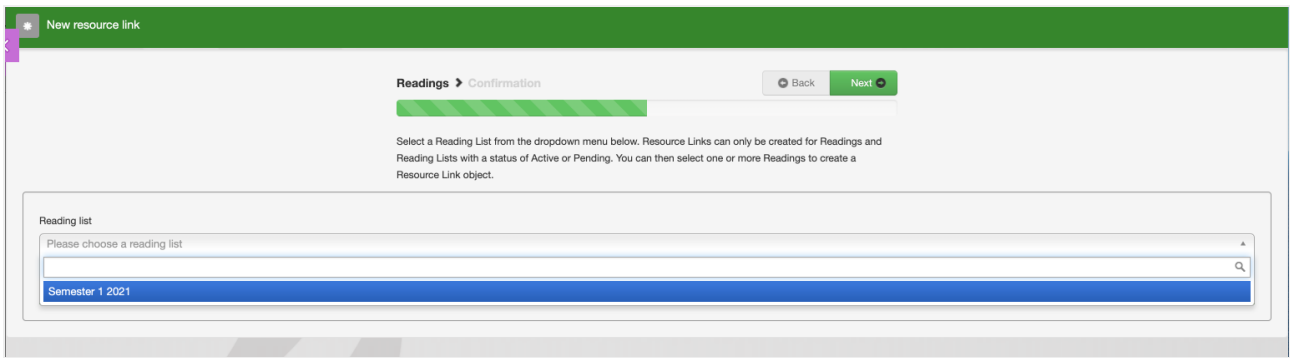 New resource link
Readings > Confirmation
Back
Next
Select a Reading List from the dropdown menu below. Resource Links can only be created for Readings and
Reading Lists with a status of Active or Pending. You can then select one or more Readings to create a
Resource Link object.
Reading list
Please choose a reading list
Semester 1 2021